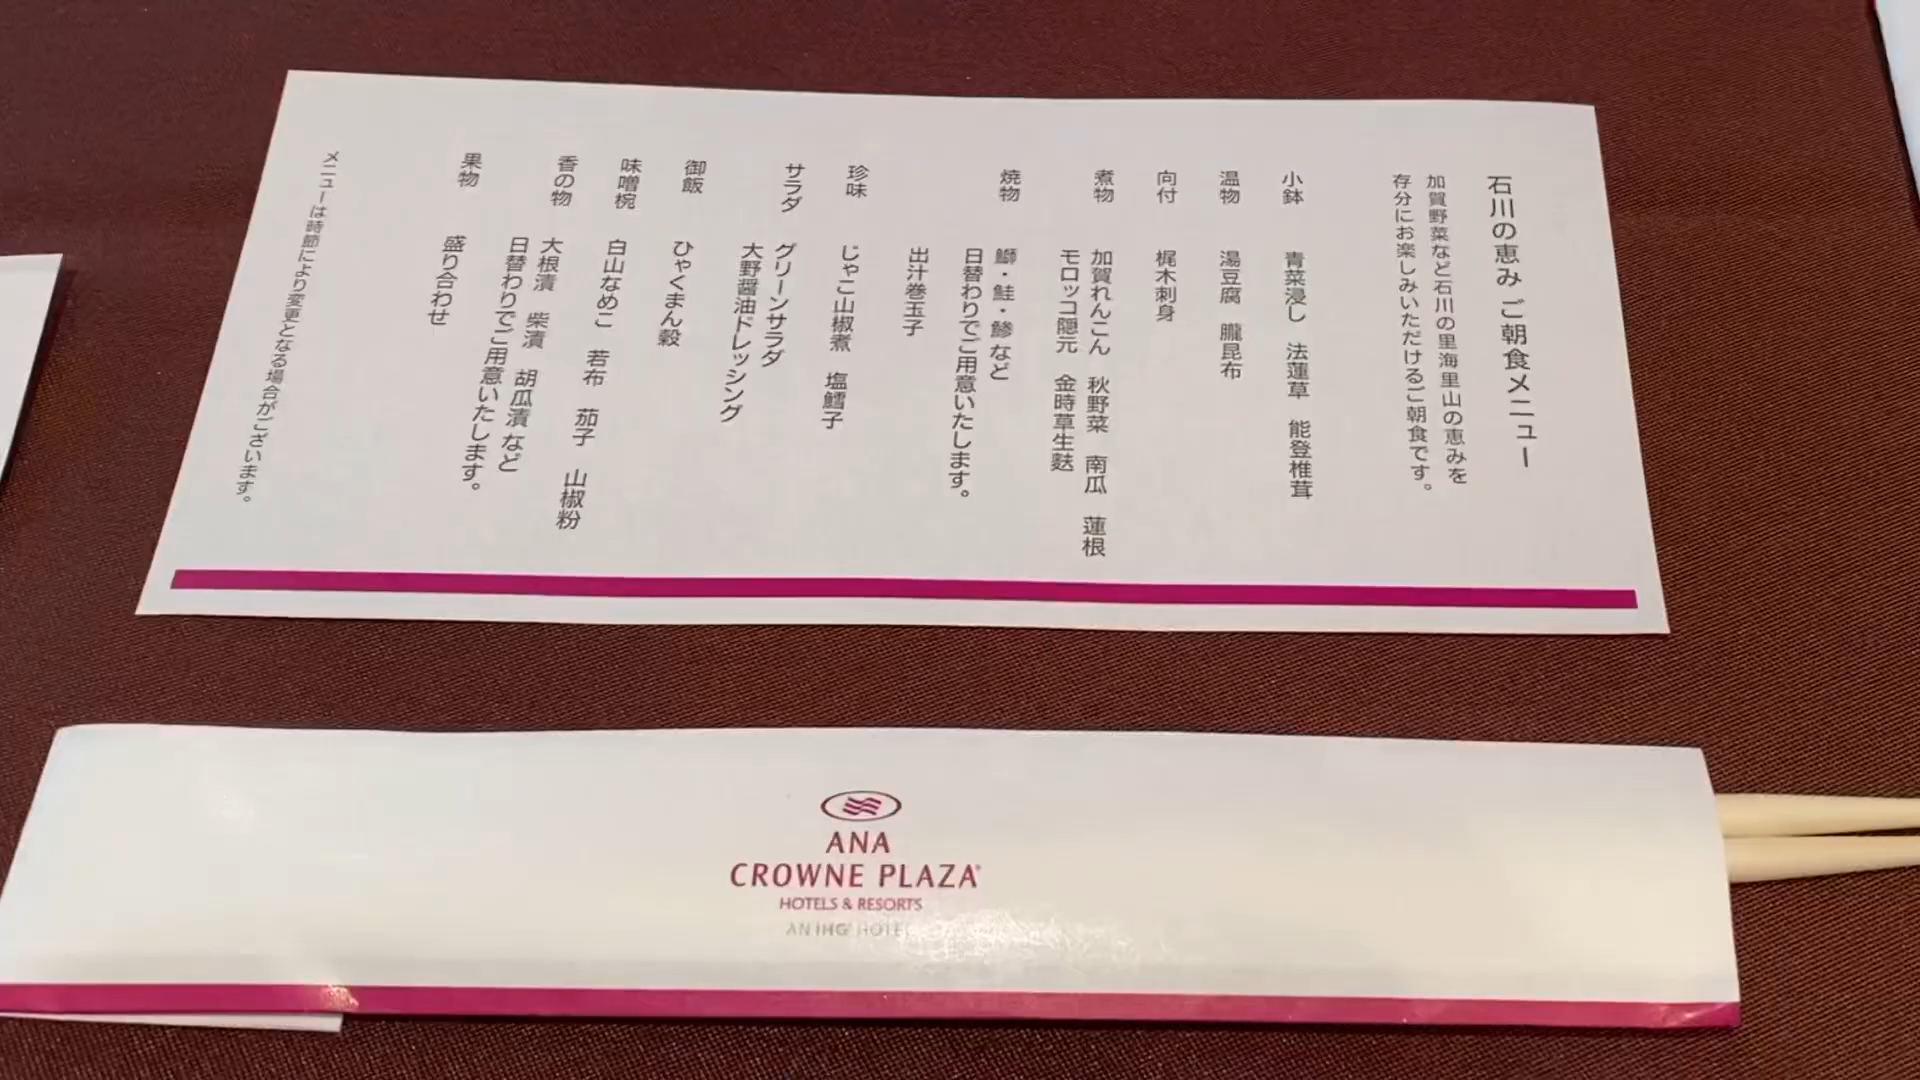 石川の恵み ご朝食メニュー
加賀野菜など石川の里海里山の恵みを
存分にお楽しみいただけるご朝食です。
小鉢 青菜浸し 法蓮草 能登椎茸
温物 湯豆腐 朧昆布
向付 梶木刺身
煮物 加賀れんこん 秋野菜 南瓜 蓮根
モロッコ隠元 金時草生麩
焼物 鰤・鮭・鯵 など
日替わりでご用意いたします。
出汁巻玉子
珍味 じゃこ山椒煮 塩鱈子
サラダ グリーンサラダ
大野醤油ドレッシング
御飯 ひゃくまん穀
味噌椀 白山なめこ 若布 茄子 山椒粉
香の物 大根漬 柴漬 胡瓜漬 など
日替わりでご用意いたします。
果物 盛り合わせ
メニューは時節により変更となる場合がございます。
ANA
CROWNE PLAZA
HOTELS & RESORTS
AN IHG HOTEL